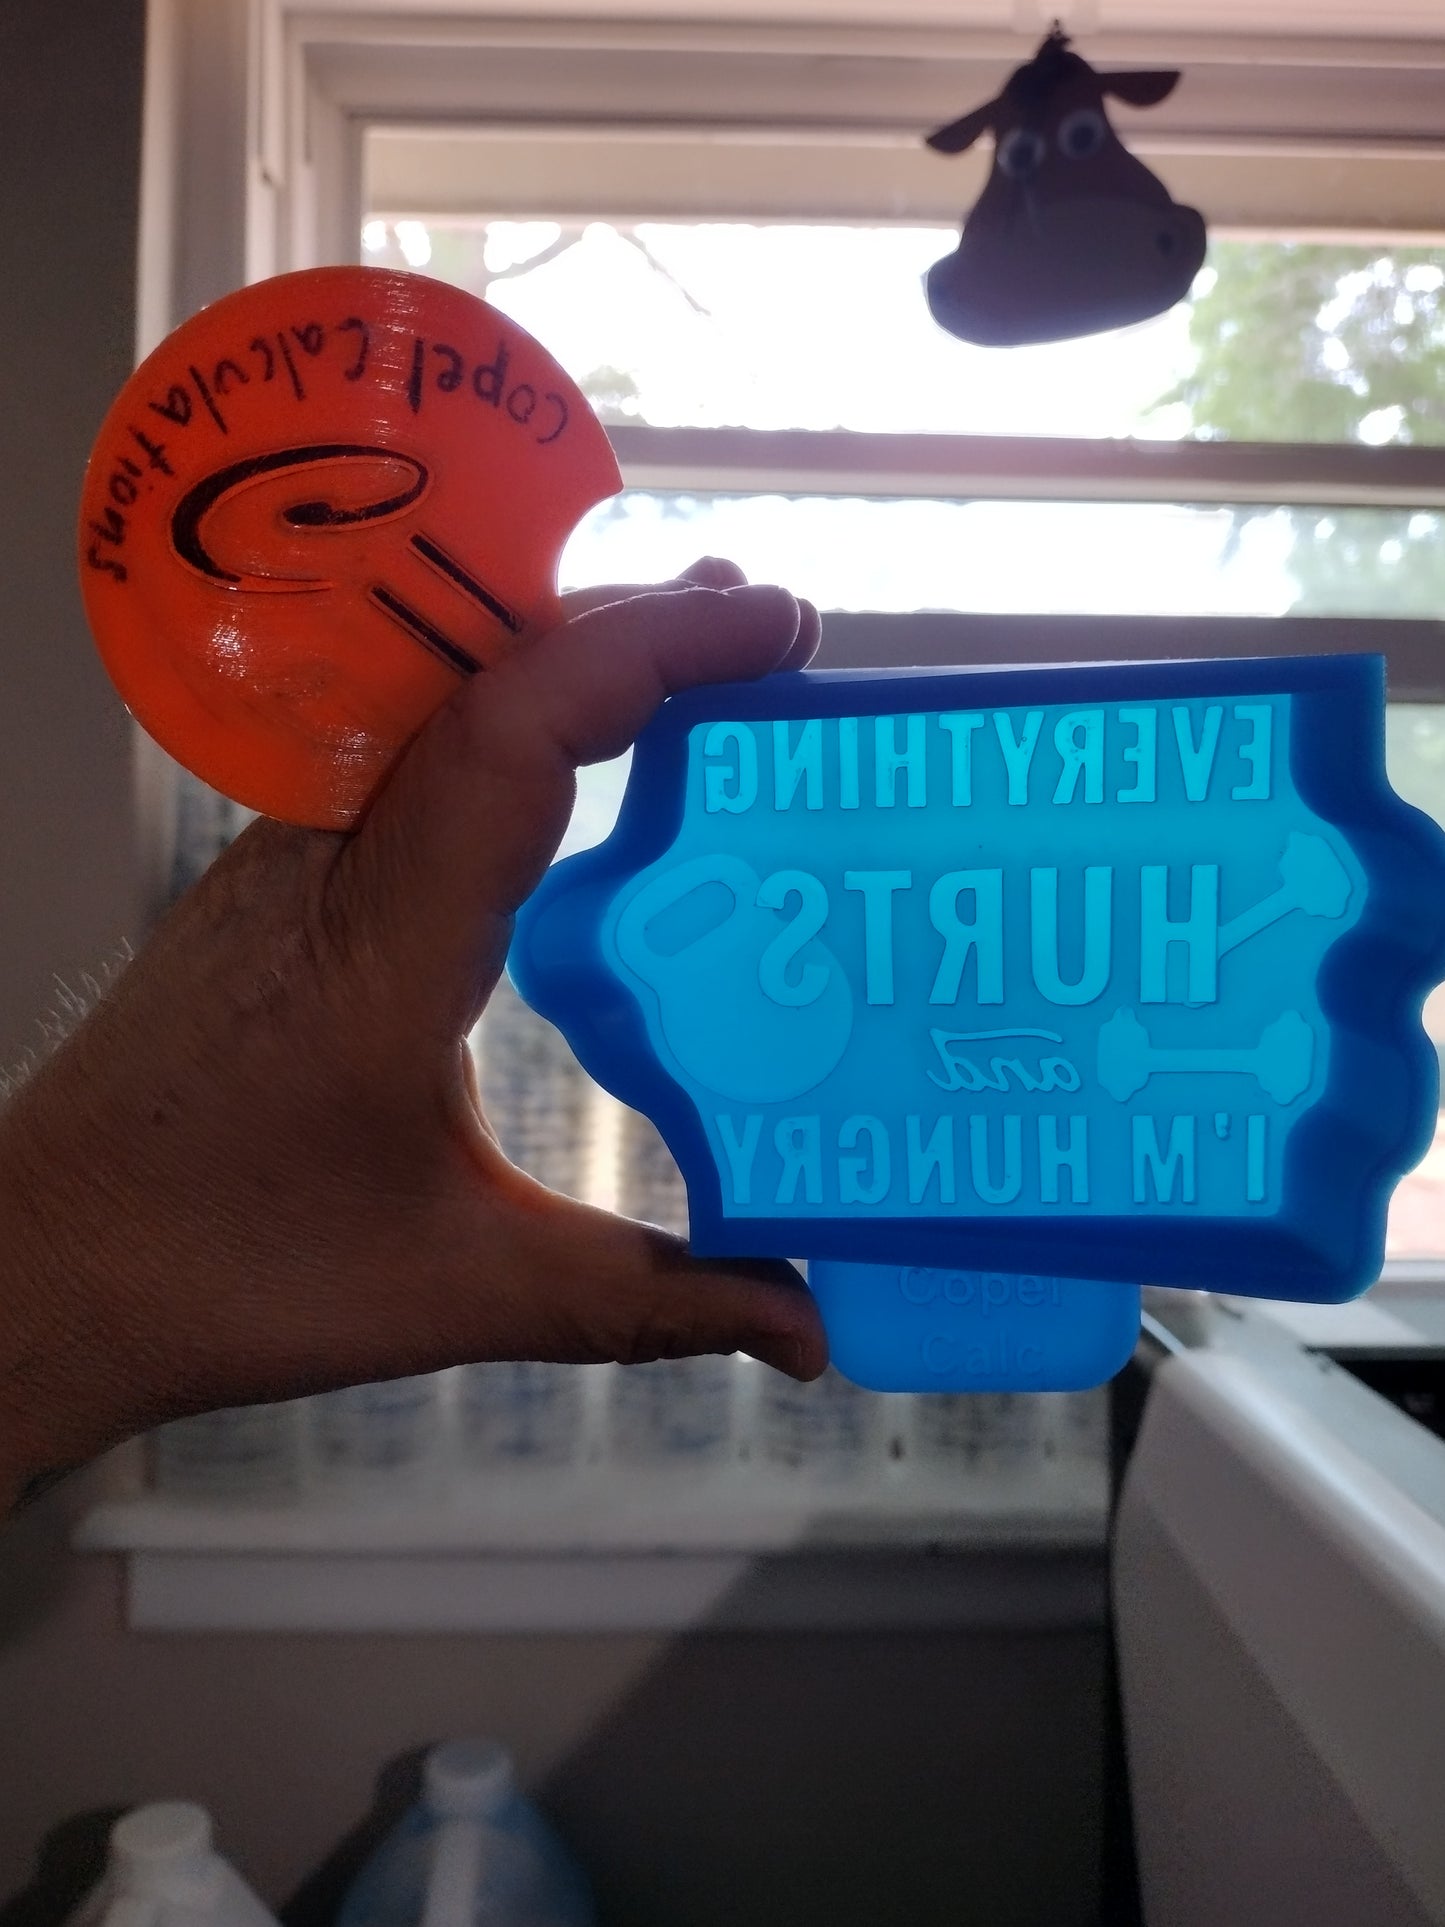 Copel Calculations
EVERYTHING
HURTS
and
I'M HUNGRY
Copel
Calc